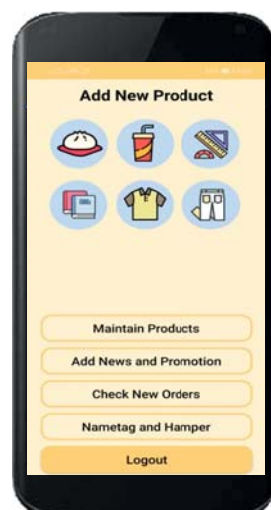 Add New Product
Maintain Products
Add News and Promotion
Check New Orders
Nametag and Hamper
Logout